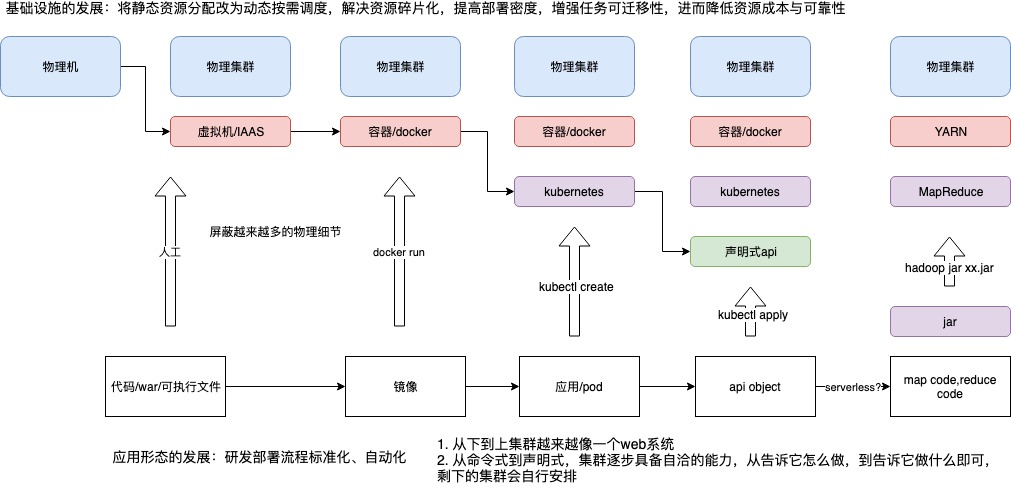 基础设施的发展：将静态资源分配改为动态按需调度，解决资源碎片化，提高部署密度，增强任务可迁移性，进而降低资源成本与可靠性
物理机
物理集群
物理集群
物理集群
物理集群
物理集群
虚拟机/IAAS
容器/docker
容器/docker
容器/docker
YARN
kubernetes
kubernetes
MapReduce
屏蔽越来越多的物理细节
人工
docker run
声明式api
kubectl create
hadoop jar xx.jar
kubectl apply
jar
代码/war/可执行文件
镜像
应用/pod
api object
serverless?
map code,reduce
code
应用形态的发展：研发部署流程标准化、自动化
1. 从下到上集群越来越像一个web系统
2. 从命令式到声明式，集群逐步具备自洽的能力，从告诉它怎么做，到告诉它做什么即可，
剩下的集群会自行安排